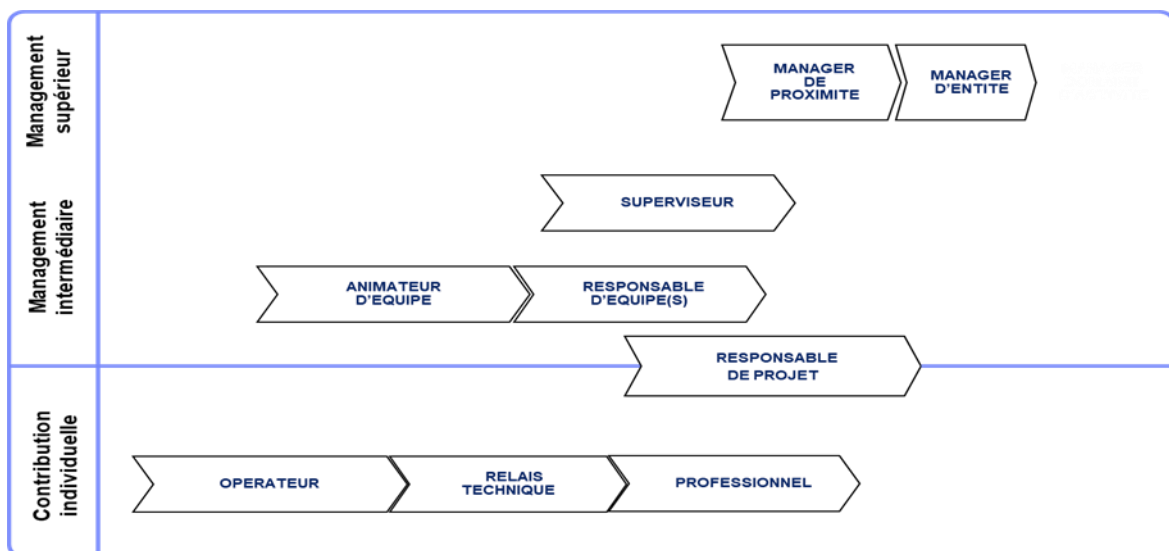 Management
supérieur
MANAGER
DE
PROXIMITE
MANAGER
D'ENTITE
Management
intermédiaire
SUPERVISEUR
ANIMATEUR
D'EQUIPE
RESPONSABLE
D'EQUIPE(S)
RESPONSABLE
DE PROJET
Contribution
individuelle
OPERATEUR
RELAIS
TECHNIQUE
PROFESSIONNEL